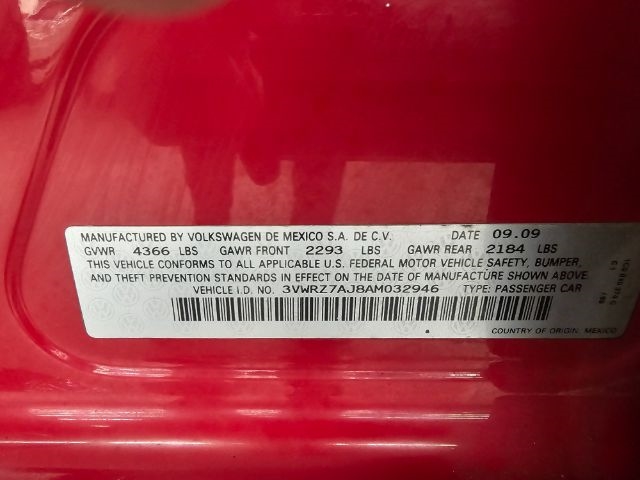 MANUFACTURED BY VOLKSWAGEN DE MEXICO S.A. DE C.V. DATE 09.09
GVWR 4366 LBS GAWR FRONT 2293 LBS GAWR REAR 2184 LBS
THIS VEHICLE CONFORMS TO ALL APPLICABLE U.S. FEDERAL MOTOR VEHICLE SAFETY, BUMPER,
AND THEFT PREVENTION STANDARDS IN EFFECT ON THE DATE OF MANUFACTURE SHOWN ABOVE.
VEHICLE I.D. NO. 3VWRZ7AJ8AM032946 TYPE: PASSENGER CAR
COUNTRY OF ORIGIN: MEXICO